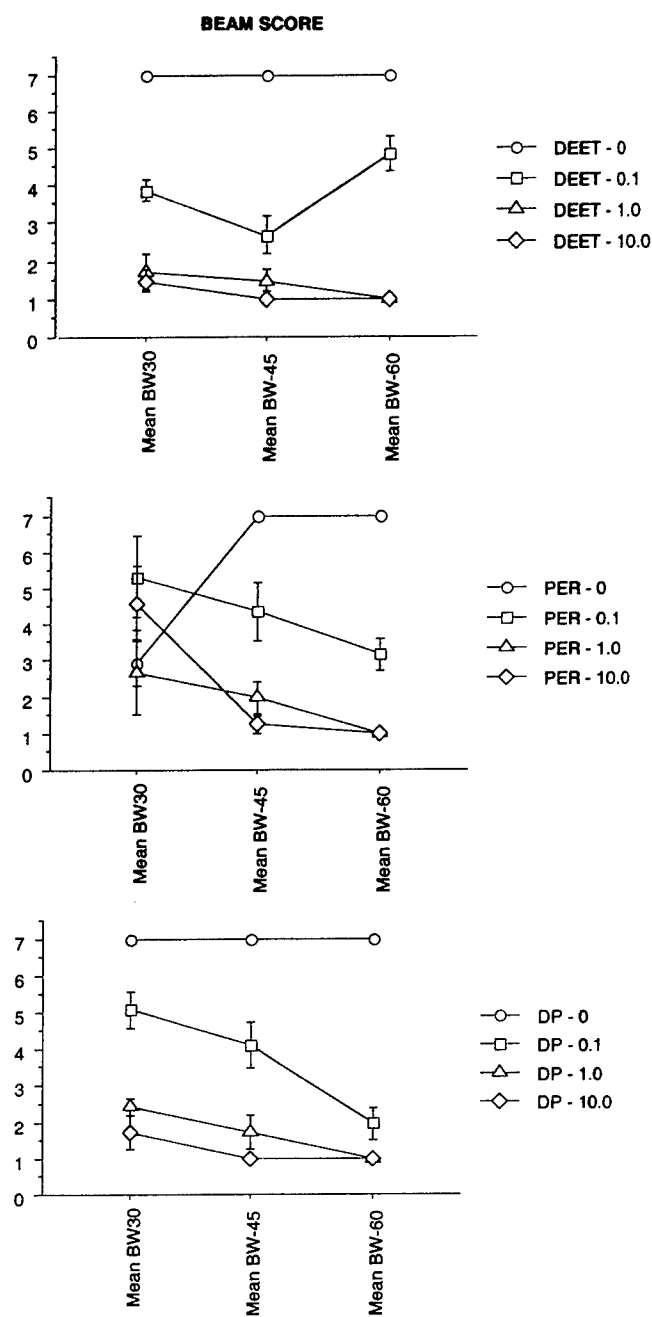 BEAM SCORE
7
6
5
4
3
2
1
0
Mean BW30
Mean BW-45
Mean BW-60
DEET - 0
DEET - 0.1
DEET - 1.0
DEET - 10.0
7
6
5
4
3
2
1
0
Mean BW30
Mean BW-45
Mean BW-60
PER - 0
PER - 0.1
PER - 1.0
PER - 10.0
7
6
5
4
3
2
1
0
Mean BW30
Mean BW-45
Mean BW-60
DP - 0
DP - 0.1
DP - 1.0
DP - 10.0